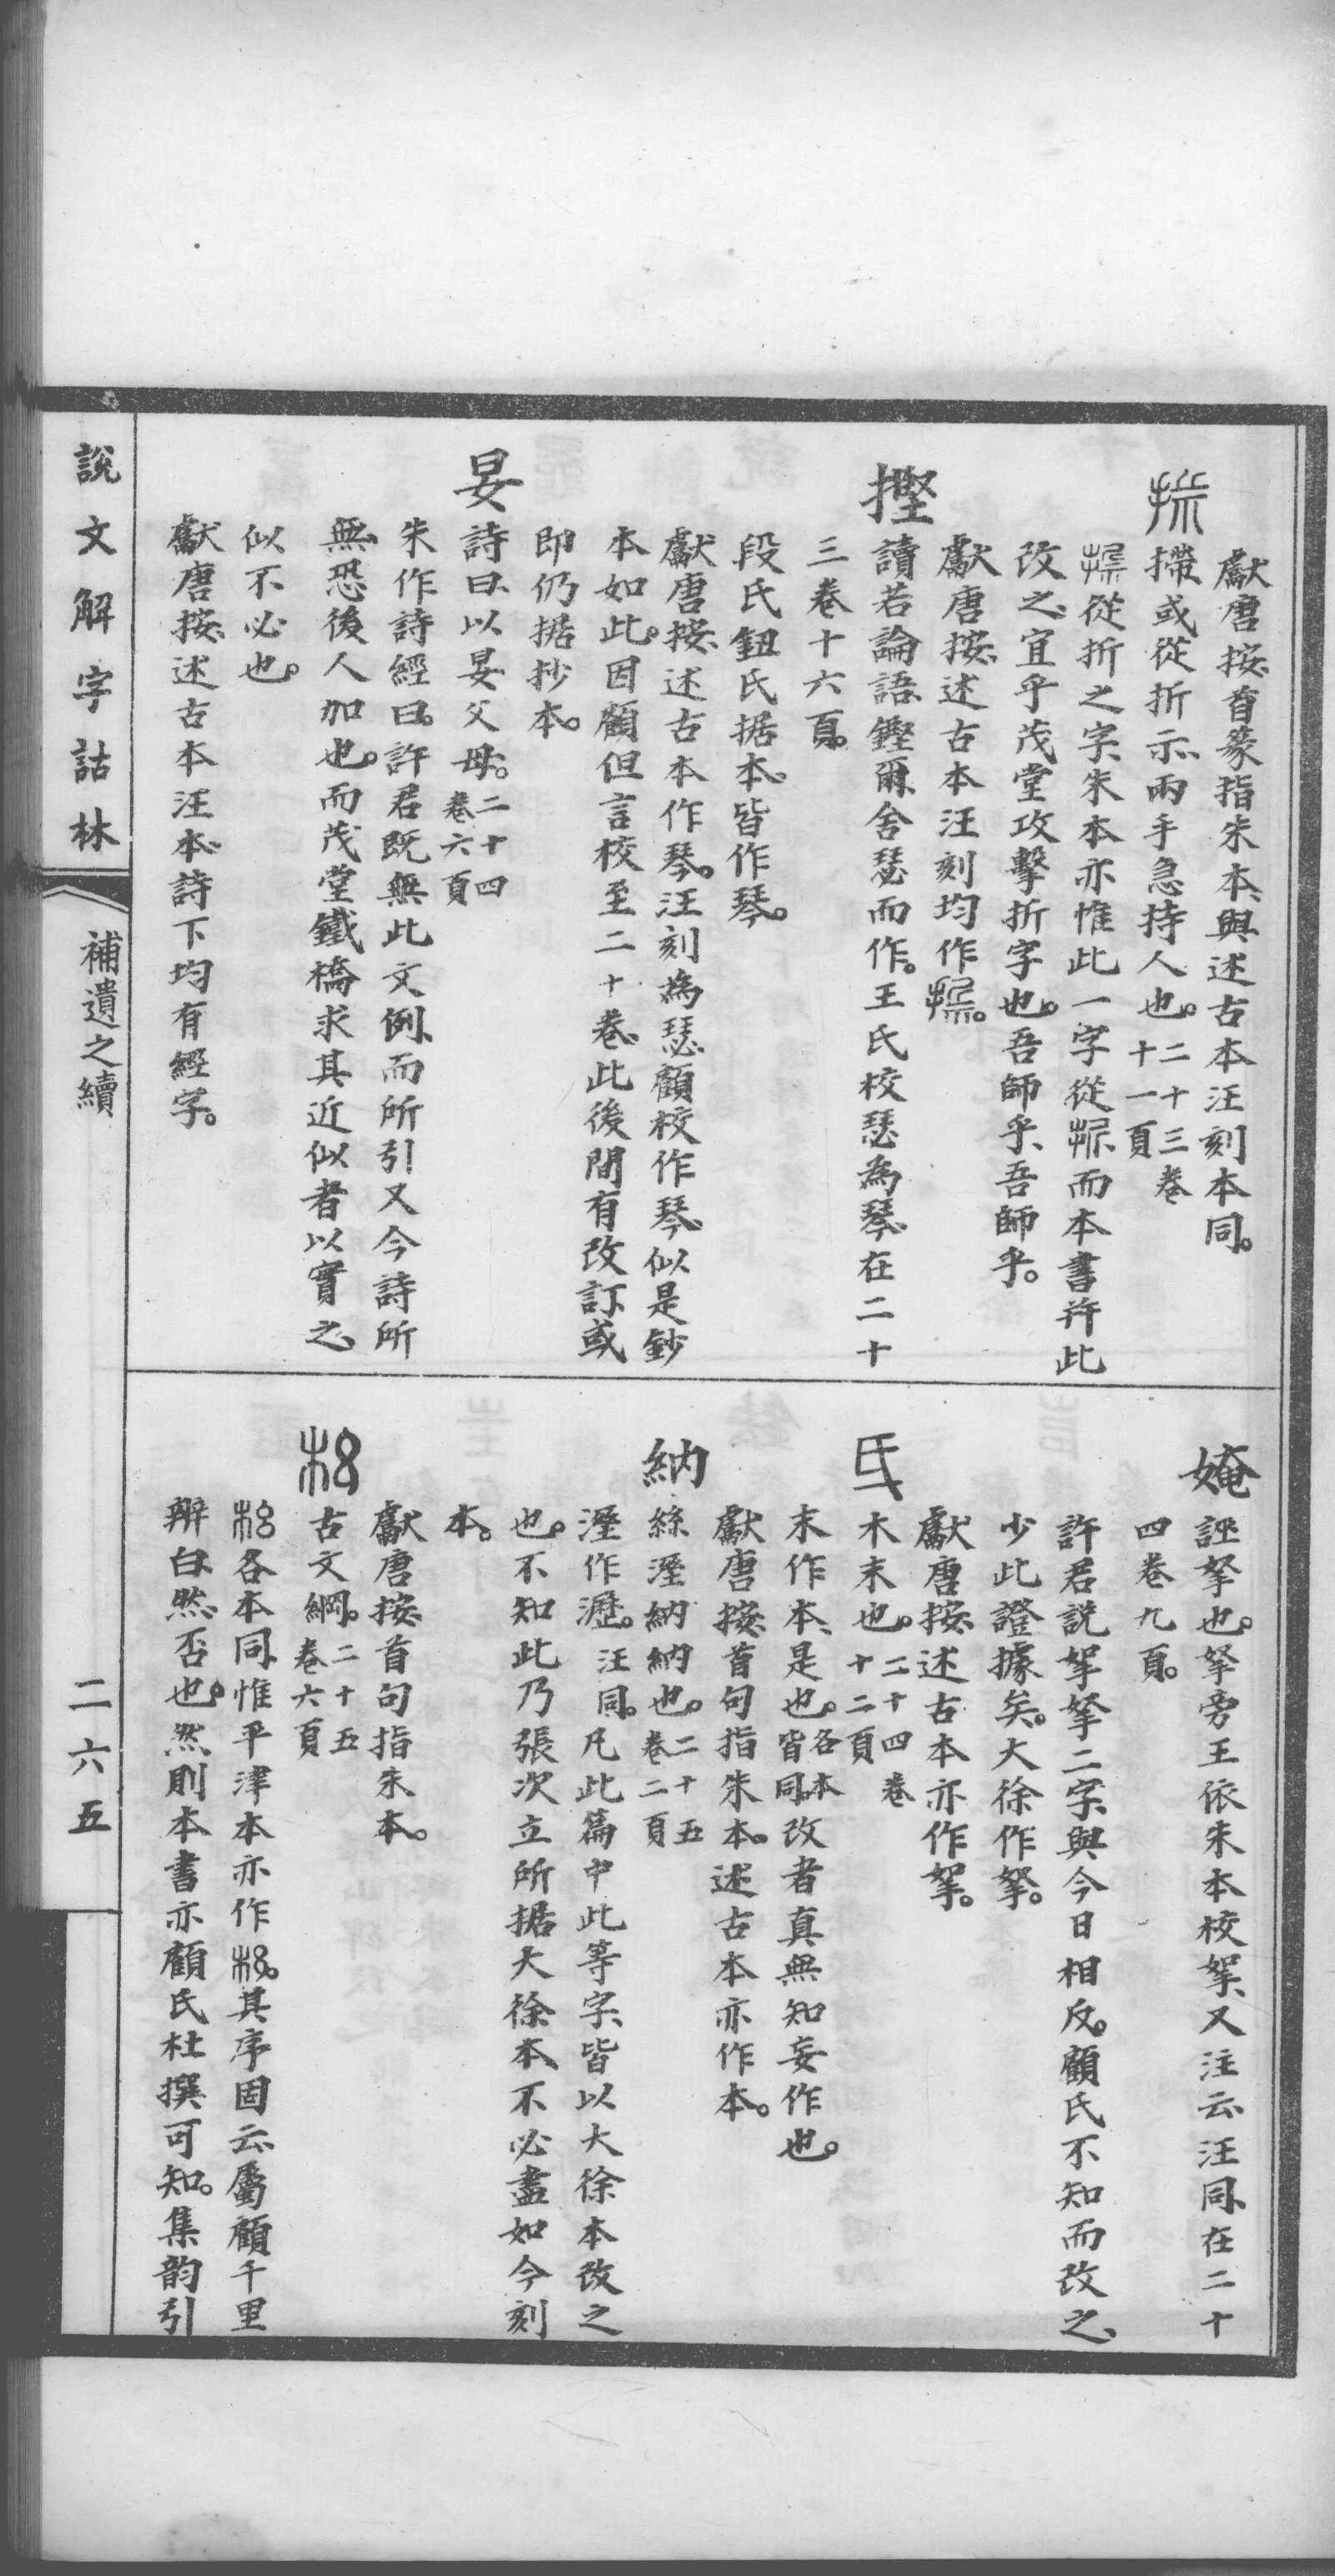 獻唐按、首篆指朱本、與述古本汪刻本同。
㩹或從折示、兩手急持人也。二十三卷十一頁
從折之字、朱本亦惟此一字從而本書并此
改之、宜乎茂堂攻擊折字也。吾師乎、吾師乎。
獻唐按、述古本汪刻均作
摼
讀若論語、鏗爾舍瑟而作。王氏校瑟為琴、在二十
三卷十六頁。
段氏鈕氏据本、皆作琴。
獻唐按、述古本作琴。汪刻為瑟、顧校作琴、似是鈔
本如此。因顧但言校至二十卷、此後閒有改訂、或
即仍据抄本。
晏
詩曰、以晏父母。二十四卷六頁
朱作詩經曰。許君既無此文例、而所引又今詩所
無、恐後人加也。而茂堂鐵橋求其近似者以實之、
似不必也。
獻唐按、述古本汪本、詩下均有經字。
媕
誣挐也。挐旁王依朱本校拏、又注云、汪同、在二十
四卷九頁。
許君說挐拏二字、與今日相反。顧氏不知而改之、
少此證據矣。大徐作拏。
獻唐按、述古本亦作挐。
氐
木末也。二十四卷十二頁
末作本、是也。各本皆同、改者真無知妄作也。
獻唐按、首句指朱本。述古本亦作本。
納
絲溼納納也。二十五卷二頁
溼作瀝。汪同。凡此篇中此等字、皆以大徐本改之
也。不知此乃張次立所据大徐本、不必盡如今刻
本。
獻唐按、首句指朱本。
古文綱。二十五卷六頁
各本同、惟平津本亦作其序固云、屬顧千里
辨白、然否也。然則本書亦顧氏杜撰可知。集韵引
說文解字詁林
補遺之續
二六五